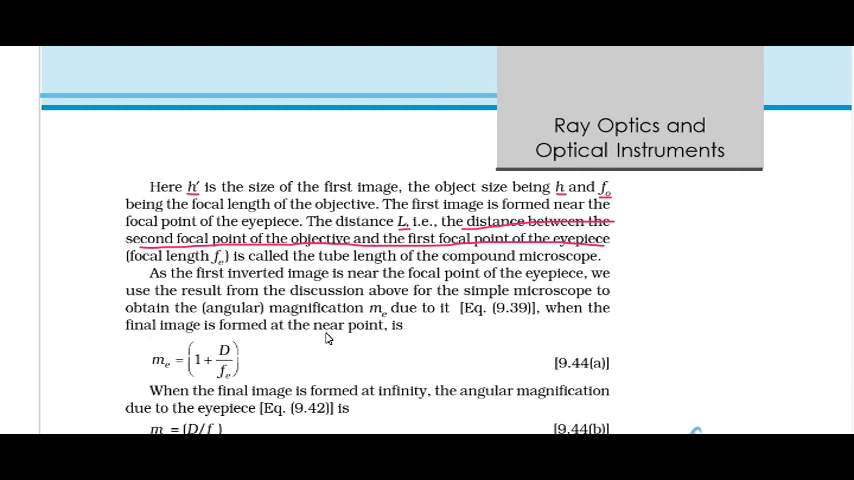 Ray Optics and
Optical Instruments
Here h′ is the size of the first image, the object size being h and fo
being the focal length of the objective. The first image is formed near the
focal point of the eyepiece. The distance L, i.e., the distance between the
second focal point of the objective and the first focal point of the eyepiece
(focal length fe) is called the tube length of the compound microscope.
As the first inverted image is near the focal point of the eyepiece, we
use the result from the discussion above for the simple microscope to
obtain the (angular) magnification me due to it [Eq. (9.39)], when the
final image is formed at the near point, is
me = (1 + D/fe) [9.44(a)]
When the final image is formed at infinity, the angular magnification
due to the eyepiece [Eq. (9.42)] is
m = (D/f ) [9.44(b)]